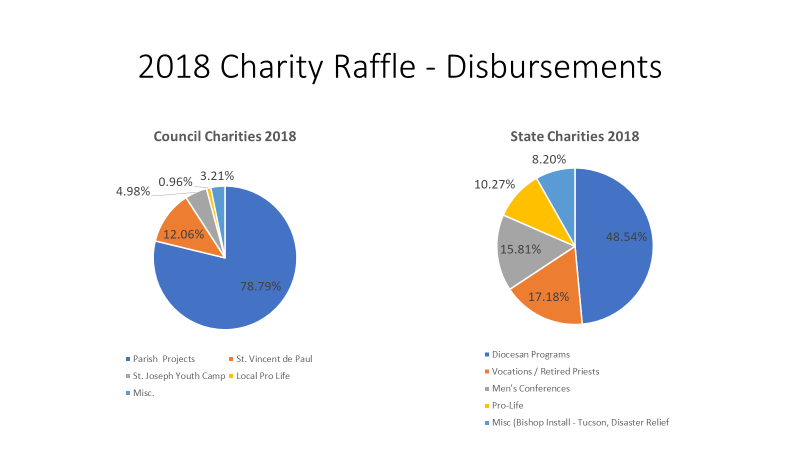 2018 Charity Raffle - Disbursements
Council Charities 2018
3.21%
0.96%
4.98%
12.06%
78.79%
Parish Projects
St. Vincent de Paul
St. Joseph Youth Camp
Local Pro Life
Misc.
State Charities 2018
8.20%
10.27%
48.54%
15.81%
17.18%
Diocesan Programs
Vocations / Retired Priests
Men's Conferences
Pro-Life
Misc (Bishop Install - Tucson, Disaster Relief